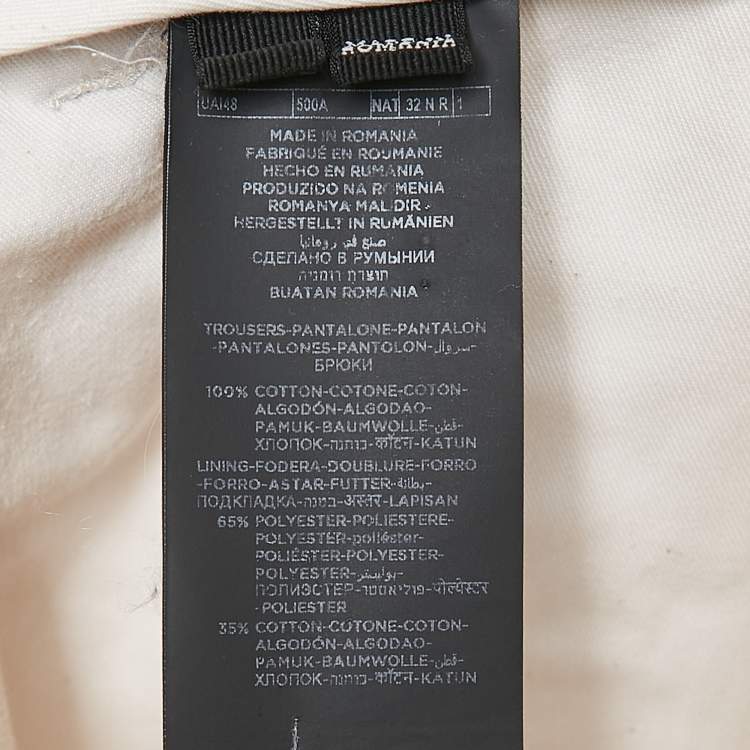 ROMANIA
UAI48 500A NAT 32 N R 1
MADE IN ROMANIA
FABRIQUÉ EN ROUMANIE
HECHO EN RUMANIA
PRODUZIDO NA ROMENIA
ROMANYA MALIDIR
HERGESTELLT IN RUMÄNIEN
صنع في رومانيا
СДЕЛАНО В РУМЫНИИ
תוצרת רומניה
BUATAN ROMANIA
TROUSERS-PANTALONE-PANTALON
-PANTALONES-PANTOLON-سروال-
БРЮКИ
100% COTTON-COTONE-COTON-
ALGODÓN-ALGODAO-
PAMUK-BAUMWOLLE-قطن-
ХЛОПОК-כותנה-कॉटन-KATUN
LINING-FODERA-DOUBLURE-FORRO
-FORRO-ASTAR-FUTTER-بطانة-
ПОДКЛАДКА-בטנה-अस्तर-LAPISAN
65% POLYESTER-POLIESTERE-
POLYESTER-poliéster-
POLIÉSTER-POLYESTER-
POLYESTER-بوليستر-
ПОЛИЭСТЕР-פוליאסטר-पोलिएस्टर
-POLIESTER
35% COTTON-COTONE-COTON-
ALGODÓN-ALGODAO-
PAMUK-BAUMWOLLE-قطن-
ХЛОПОК-כותנה-कॉटन-KATUN